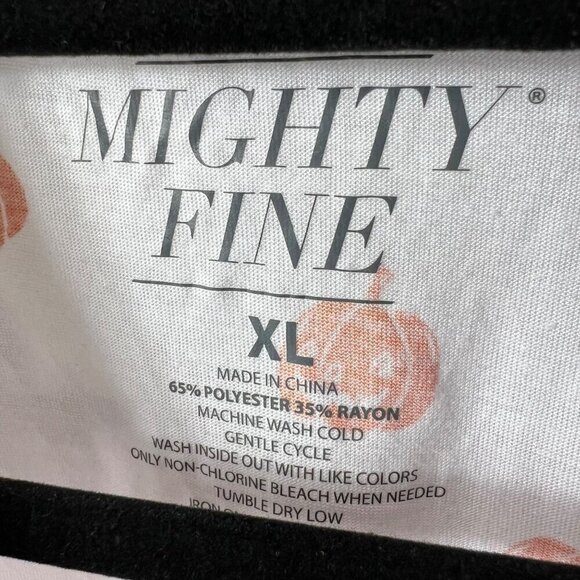 MIGHTY®
FINE
XL
MADE IN CHINA
65% POLYESTER 35% RAYON
MACHINE WASH COLD
GENTLE CYCLE
WASH INSIDE OUT WITH LIKE COLORS
ONLY NON-CHLORINE BLEACH WHEN NEEDED
TUMBLE DRY LOW
IRON